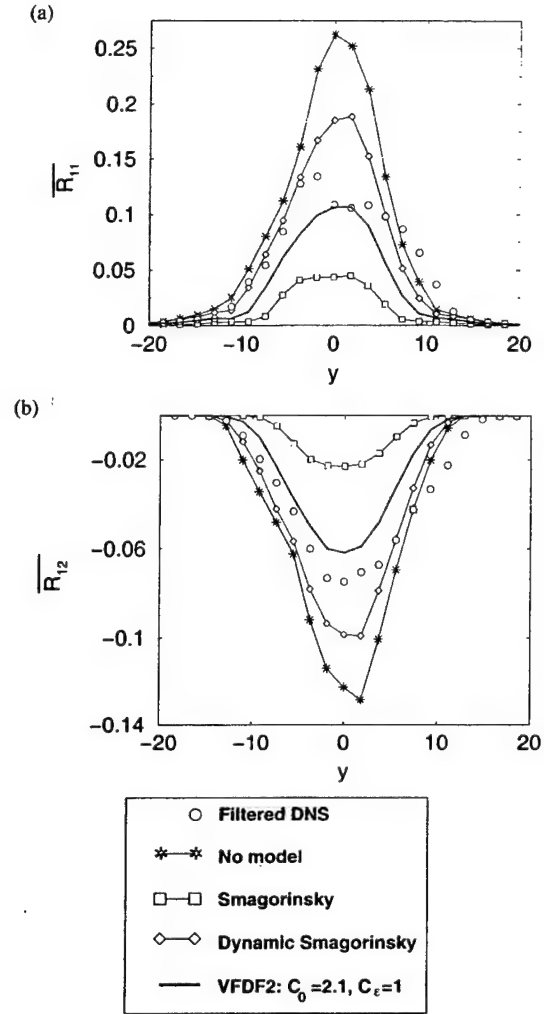 (a)
0.25
0.2
0.15
0.1
0.05
0
R₁₁
−20
−10
0
10
20
y
(b)
−0.02
−0.06
−0.1
−0.14
R₁₂
−20
−10
0
10
20
y
Filtered DNS
No model
Smagorinsky
Dynamic Smagorinsky
VFDF2: C₀ =2.1, Cε=1